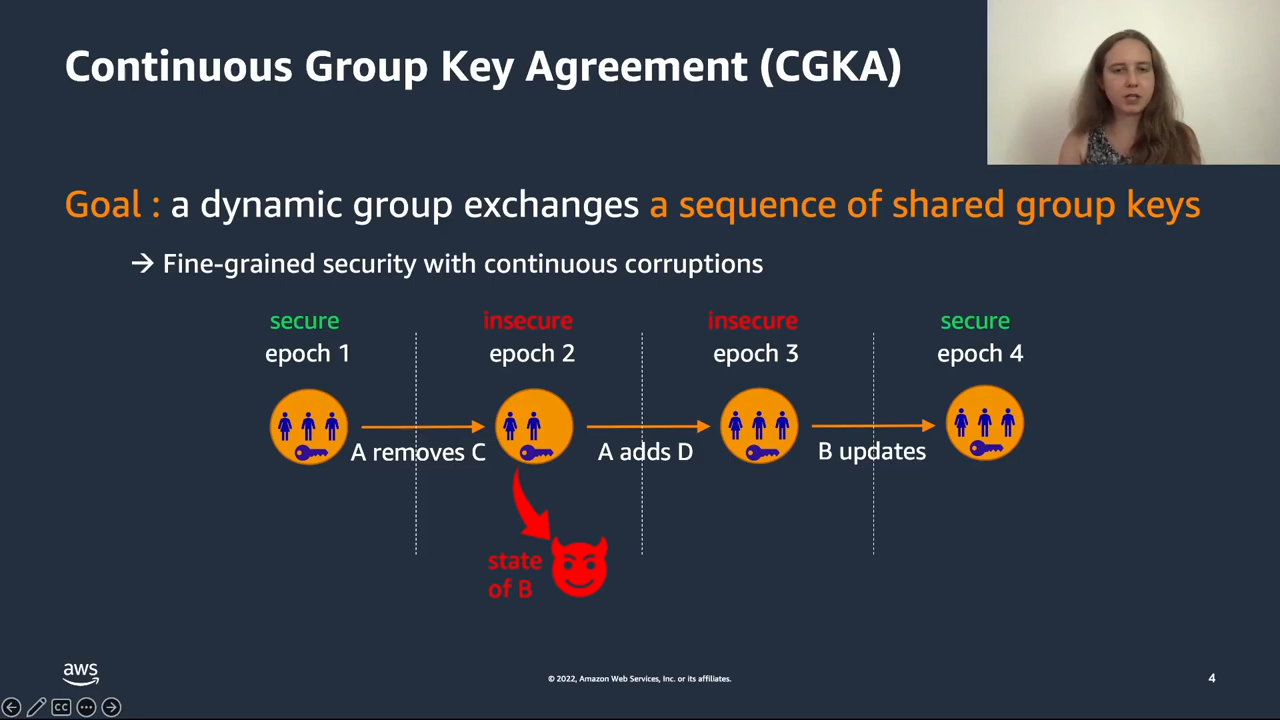 Continuous Group Key Agreement (CGKA)
Goal : a dynamic group exchanges a sequence of shared group keys
→ Fine-grained security with continuous corruptions
secure insecure insecure secure
epoch 1 epoch 2 epoch 3 epoch 4
A removes C A adds D B updates
state
of B
aws
© 2022, Amazon Web Services, Inc. or its affiliates.
4
CC